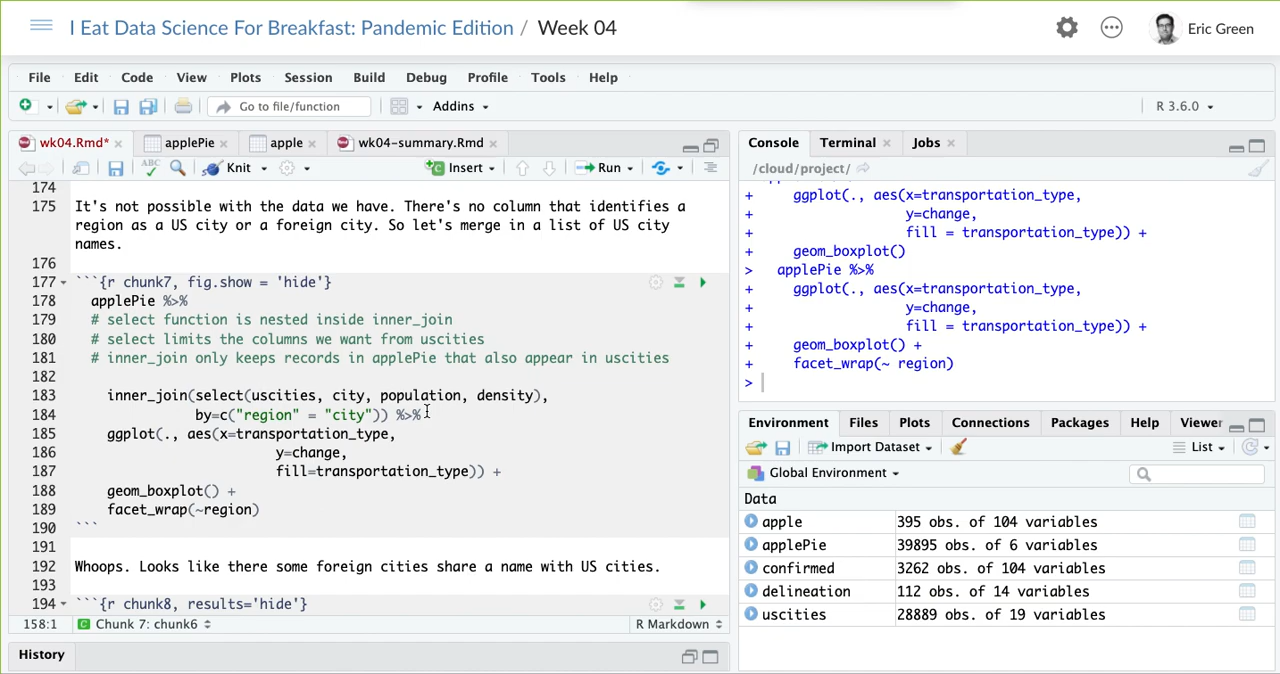 I Eat Data Science For Breakfast: Pandemic Edition / Week 04
Eric Green
File Edit Code View Plots Session Build Debug Profile Tools Help
Go to file/function
Addins
R 3.6.0
wk04.Rmd*
applePie
apple
wk04-summary.Rmd
ABC
Knit
Insert
Run
174
175 It's not possible with the data we have. There's no column that identifies a
region as a US city or a foreign city. So let's merge in a list of US city
names.
176
177 ```{r chunk7, fig.show = 'hide'}
178 applePie %>%
179 # select function is nested inside inner_join
180 # select limits the columns we want from uscities
181 # inner_join only keeps records in applePie that also appear in uscities
182
183 inner_join(select(uscities, city, population, density),
184 by=c("region" = "city")) %>%
185 ggplot(., aes(x=transportation_type,
186 y=change,
187 fill=transportation_type)) +
188 geom_boxplot() +
189 facet_wrap(~region)
190 ```
191
192 Whoops. Looks like there some foreign cities share a name with US cities.
193
194 ```{r chunk8, results='hide'}
158:1 Chunk 7: chunk6
R Markdown
History
Console Terminal Jobs
/cloud/project/
+ ggplot(., aes(x=transportation_type,
+ y=change,
+ fill = transportation_type)) +
+ geom_boxplot()
> applePie %>%
+ ggplot(., aes(x=transportation_type,
+ y=change,
+ fill = transportation_type)) +
+ geom_boxplot() +
+ facet_wrap(~ region)
>
Environment Files Plots Connections Packages Help Viewer
Import Dataset
List
Global Environment
Data
apple 395 obs. of 104 variables
applePie 39895 obs. of 6 variables
confirmed 3262 obs. of 104 variables
delineation 112 obs. of 14 variables
uscities 28889 obs. of 19 variables